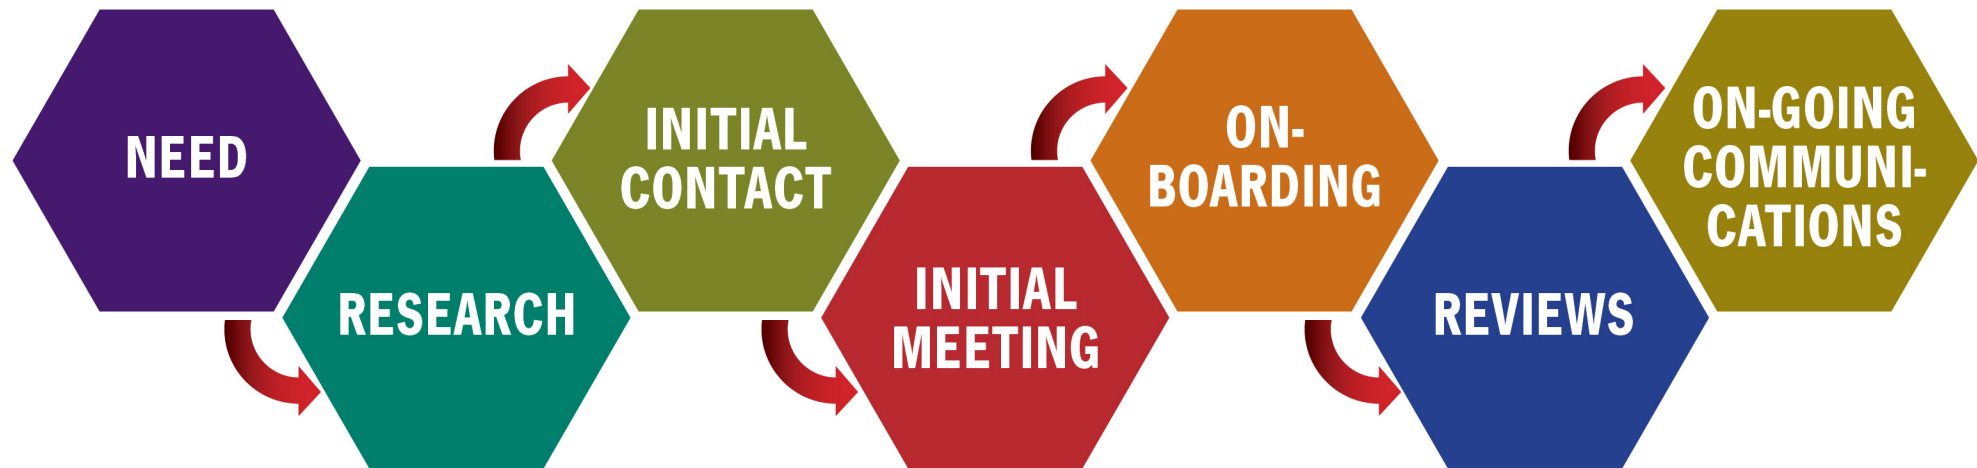 NEED
RESEARCH
INITIAL
CONTACT
INITIAL
MEETING
ON-
BOARDING
REVIEWS
ON-GOING
COMMUNI-
CATIONS